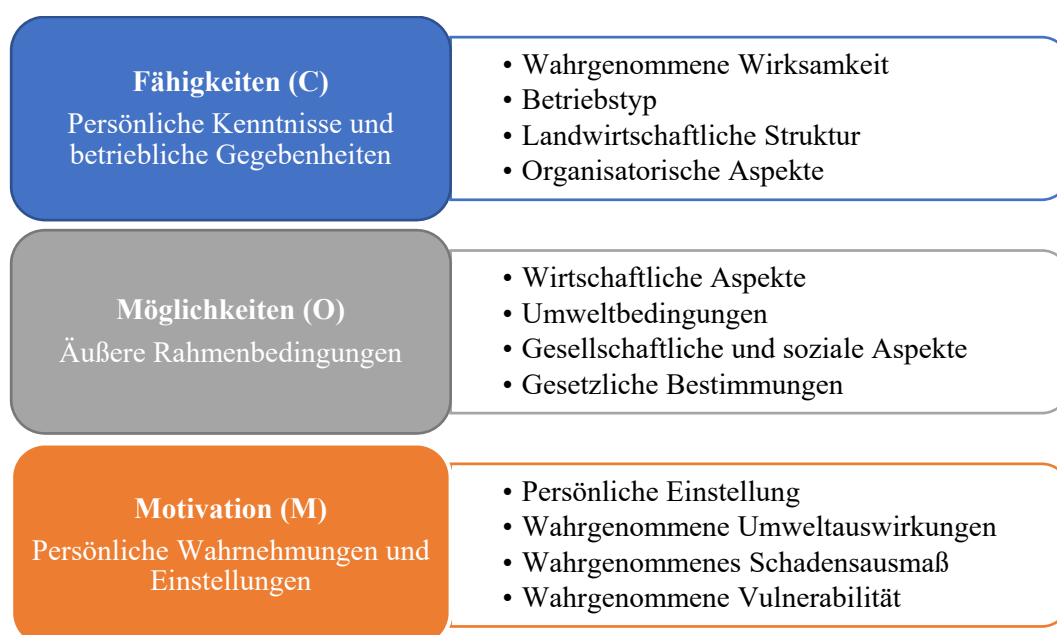 Fähigkeiten (C)
Persönliche Kenntnisse und
betriebliche Gegebenheiten
• Wahrgenommene Wirksamkeit
• Betriebstyp
• Landwirtschaftliche Struktur
• Organisatorische Aspekte
Möglichkeiten (O)
Äußere Rahmenbedingungen
• Wirtschaftliche Aspekte
• Umweltbedingungen
• Gesellschaftliche und soziale Aspekte
• Gesetzliche Bestimmungen
Motivation (M)
Persönliche Wahrnehmungen und
Einstellungen
• Persönliche Einstellung
• Wahrgenommene Umweltauswirkungen
• Wahrgenommenes Schadensausmaß
• Wahrgenommene Vulnerabilität